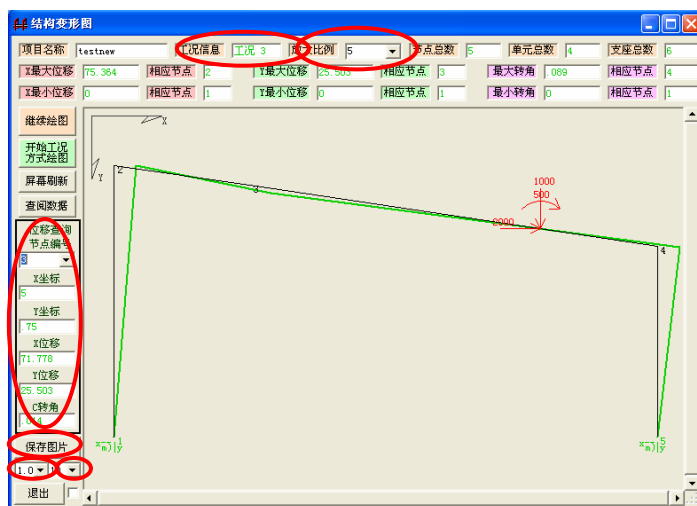 结构变形图
项目名称 testnew 工况信息 工况 3 放大比例 5 节点总数 5 单元总数 4 支座总数 6
X最大位移 75.364 相应节点 2 Y最大位移 25.503 相应节点 3 最大转角 .089 相应节点 4
X最小位移 0 相应节点 1 Y最小位移 0 相应节点 1 最小转角 0 相应节点 1
继续绘图
开始工况
方式绘图
屏幕刷新
查阅数据
位移查询
节点编号
3
X坐标
5
Y坐标
.75
X位移
71.778
Y位移
25.503
C转角
保存图片
1.0
退出
X
Y
2
3
1000
500
2000
4
x m) y 1
x m) y 5